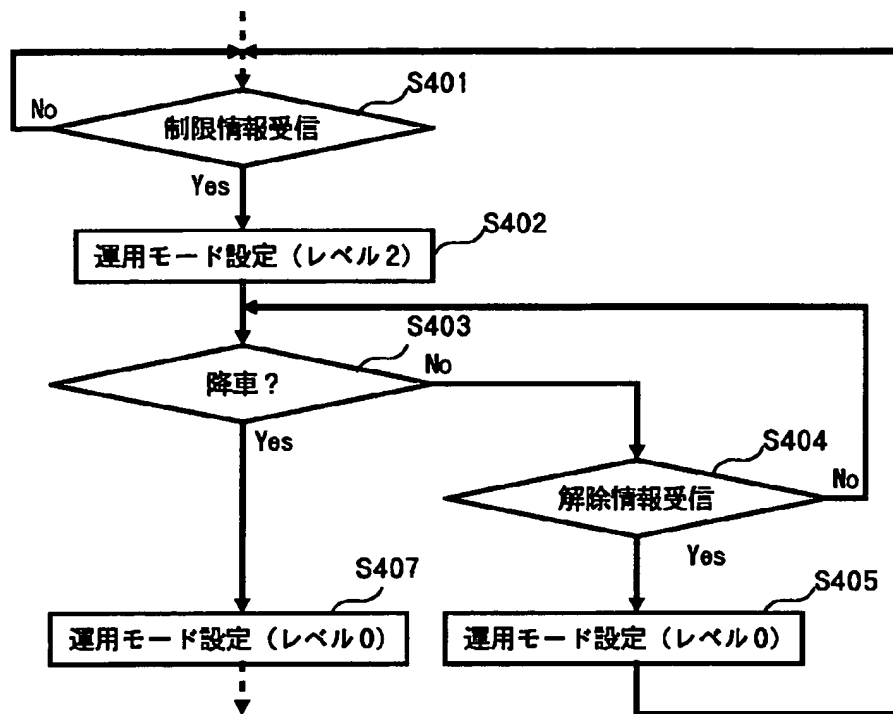 S401
No
制限情報受信
Yes
S402
運用モード設定（レベル2）
S403
降車？
No
Yes
S404
解除情報受信
No
Yes
S407
運用モード設定（レベル0）
S405
運用モード設定（レベル0）